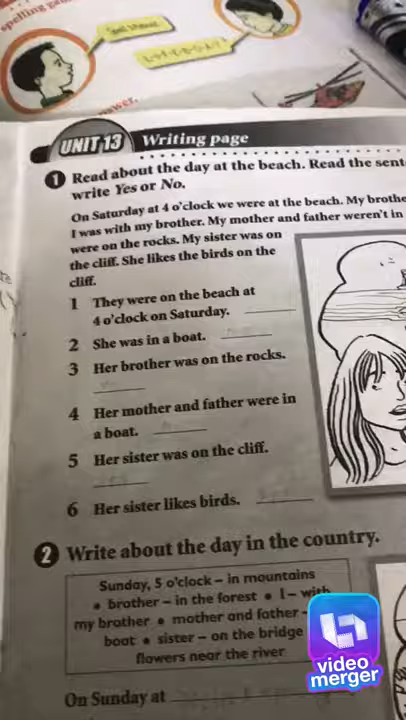 spelling
UNIT 13 Writing page
1 Read about the day at the beach. Read the sent
write Yes or No.
On Saturday at 4 o'clock we were at the beach. My brothe
I was with my brother. My mother and father weren't in
were on the rocks. My sister was on
the cliff. She likes the birds on the
cliff.
1 They were on the beach at
4 o'clock on Saturday.
2 She was in a boat.
3 Her brother was on the rocks.
4 Her mother and father were in
a boat.
5 Her sister was on the cliff.
6 Her sister likes birds.
2 Write about the day in the country.
Sunday, 5 o'clock – in mountains
• brother – in the forest • I – with
my brother • mother and father –
boat • sister – on the bridge
flowers near the river
On Sunday at
video
merger